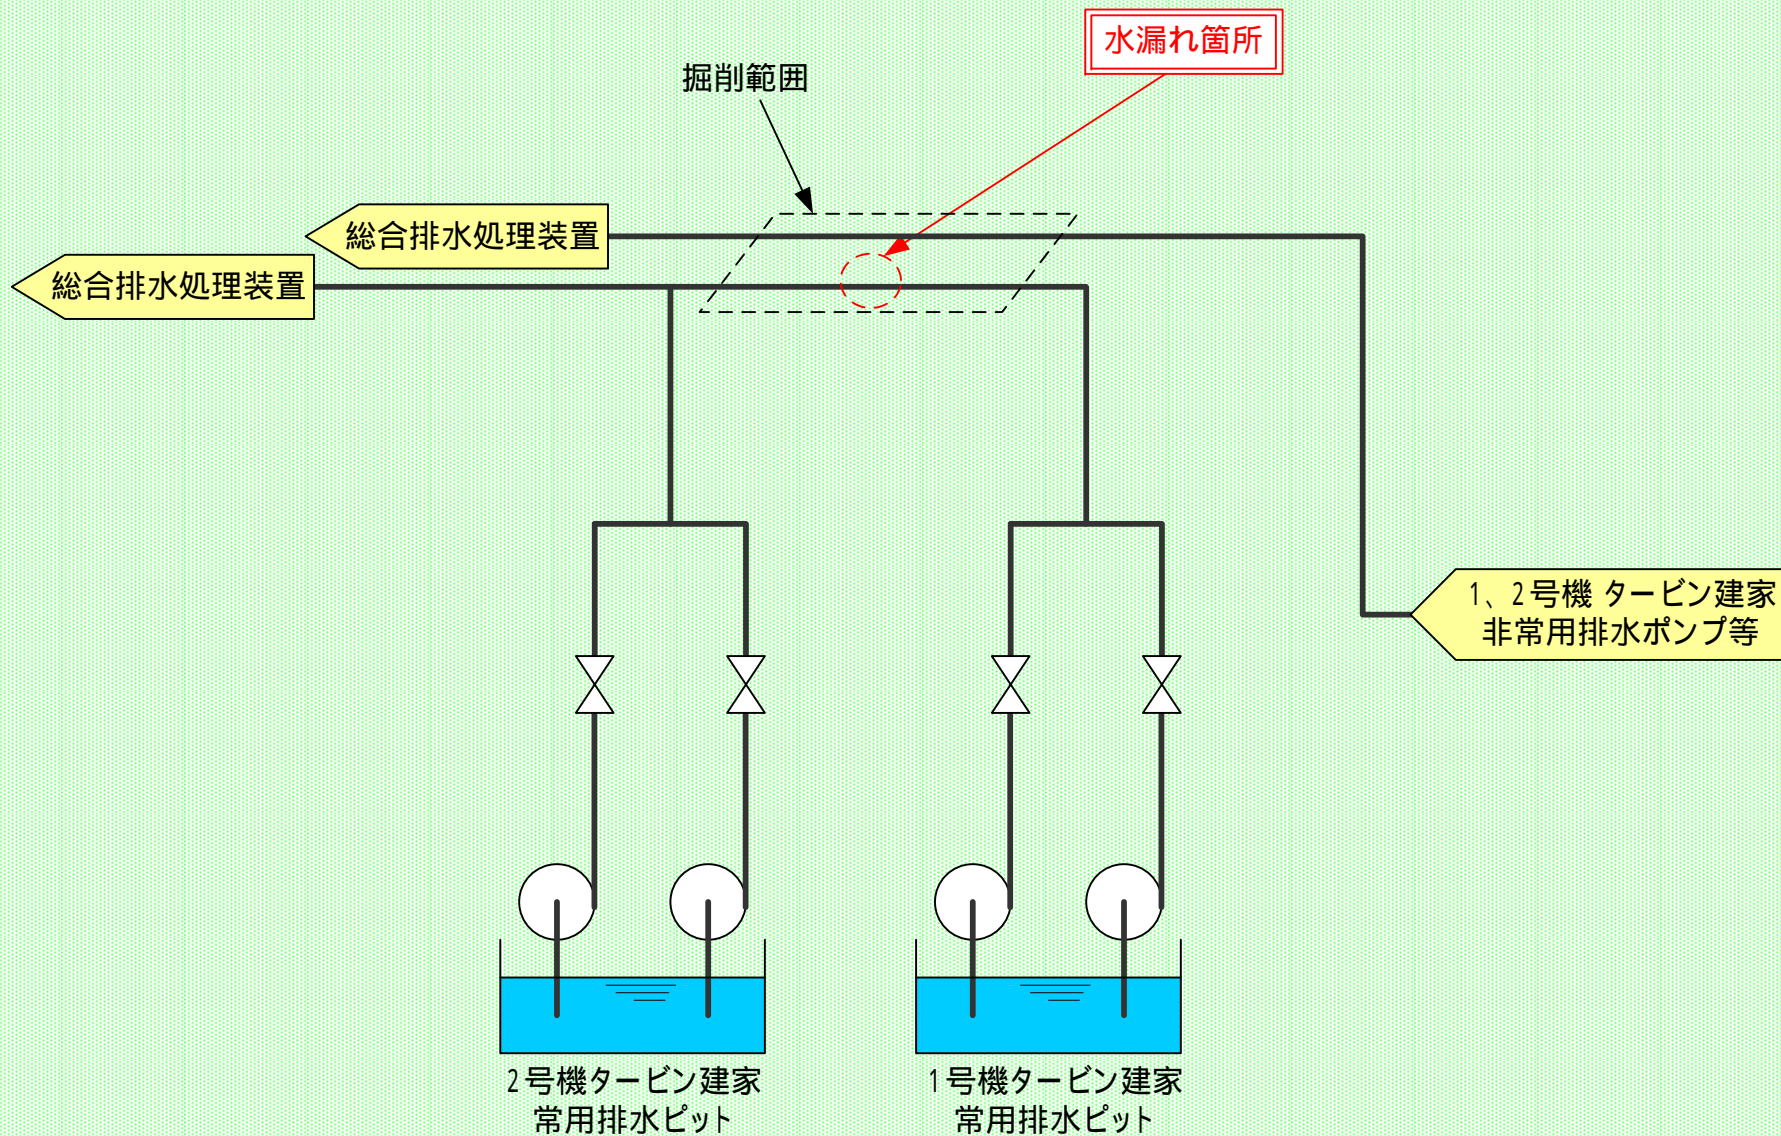 水漏れ箇所
掘削範囲
総合排水処理装置
総合排水処理装置
1、2号機 タービン建家
非常用排水ポンプ等
2号機タービン建家
常用排水ピット
1号機タービン建家
常用排水ピット